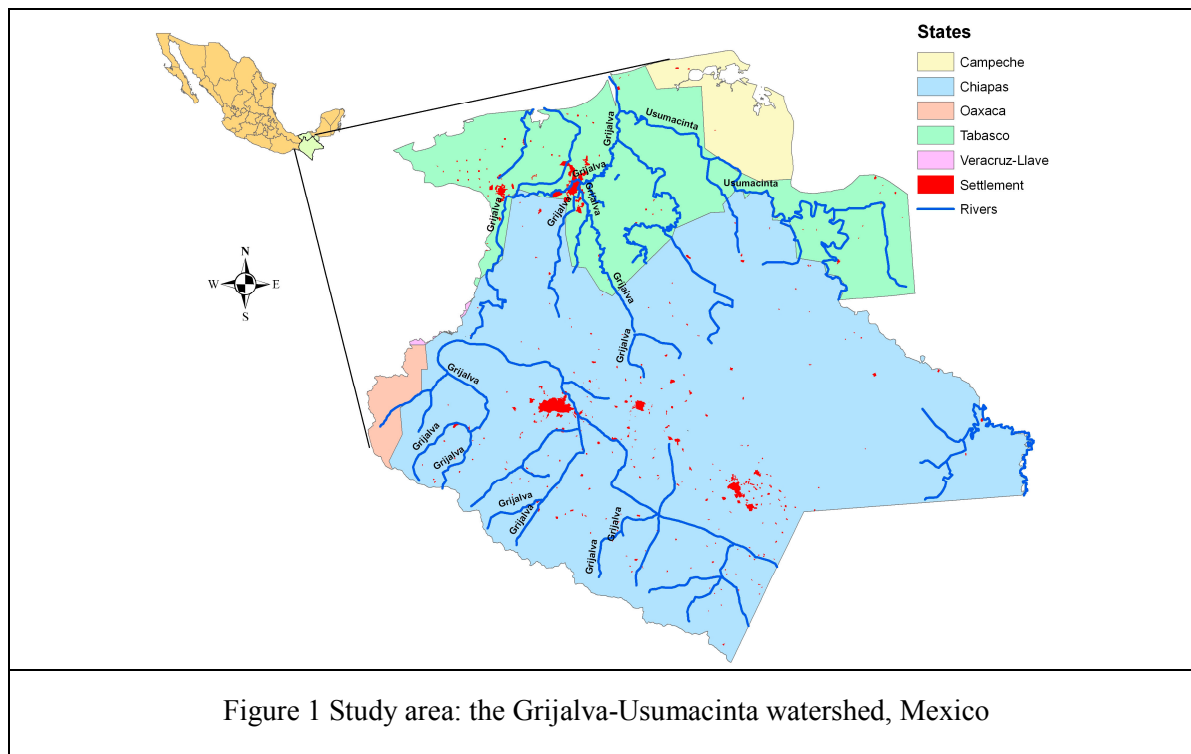 States
Campeche
Chiapas
Oaxaca
Tabasco
Veracruz-Llave
Settlement
Rivers
N
W
E
S
Usumacinta
Grijalva
Grijalva
Usumacinta
Grijalva
Grijalva
Grijalva
Grijalva
Grijalva
Grijalva
Grijalva
Grijalva
Grijalva
Grijalva
Grijalva
Grijalva
Figure 1 Study area: the Grijalva-Usumacinta watershed, Mexico